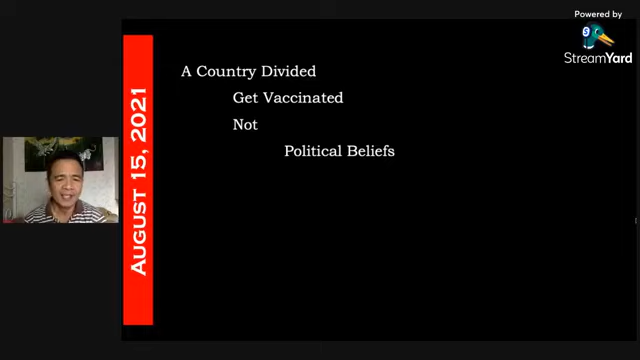 Powered by
StreamYard
AUGUST 15, 2021
A Country Divided
Get Vaccinated
Not
Political Beliefs